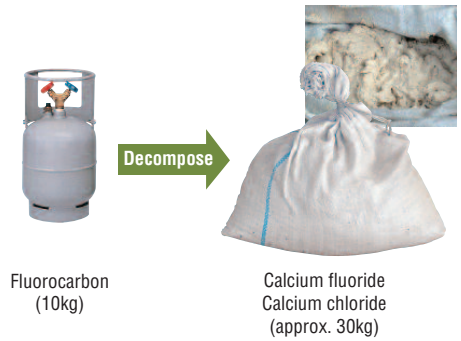 Decompose
Fluorocarbon
(10kg)
Calcium fluoride
Calcium chloride
(approx. 30kg)